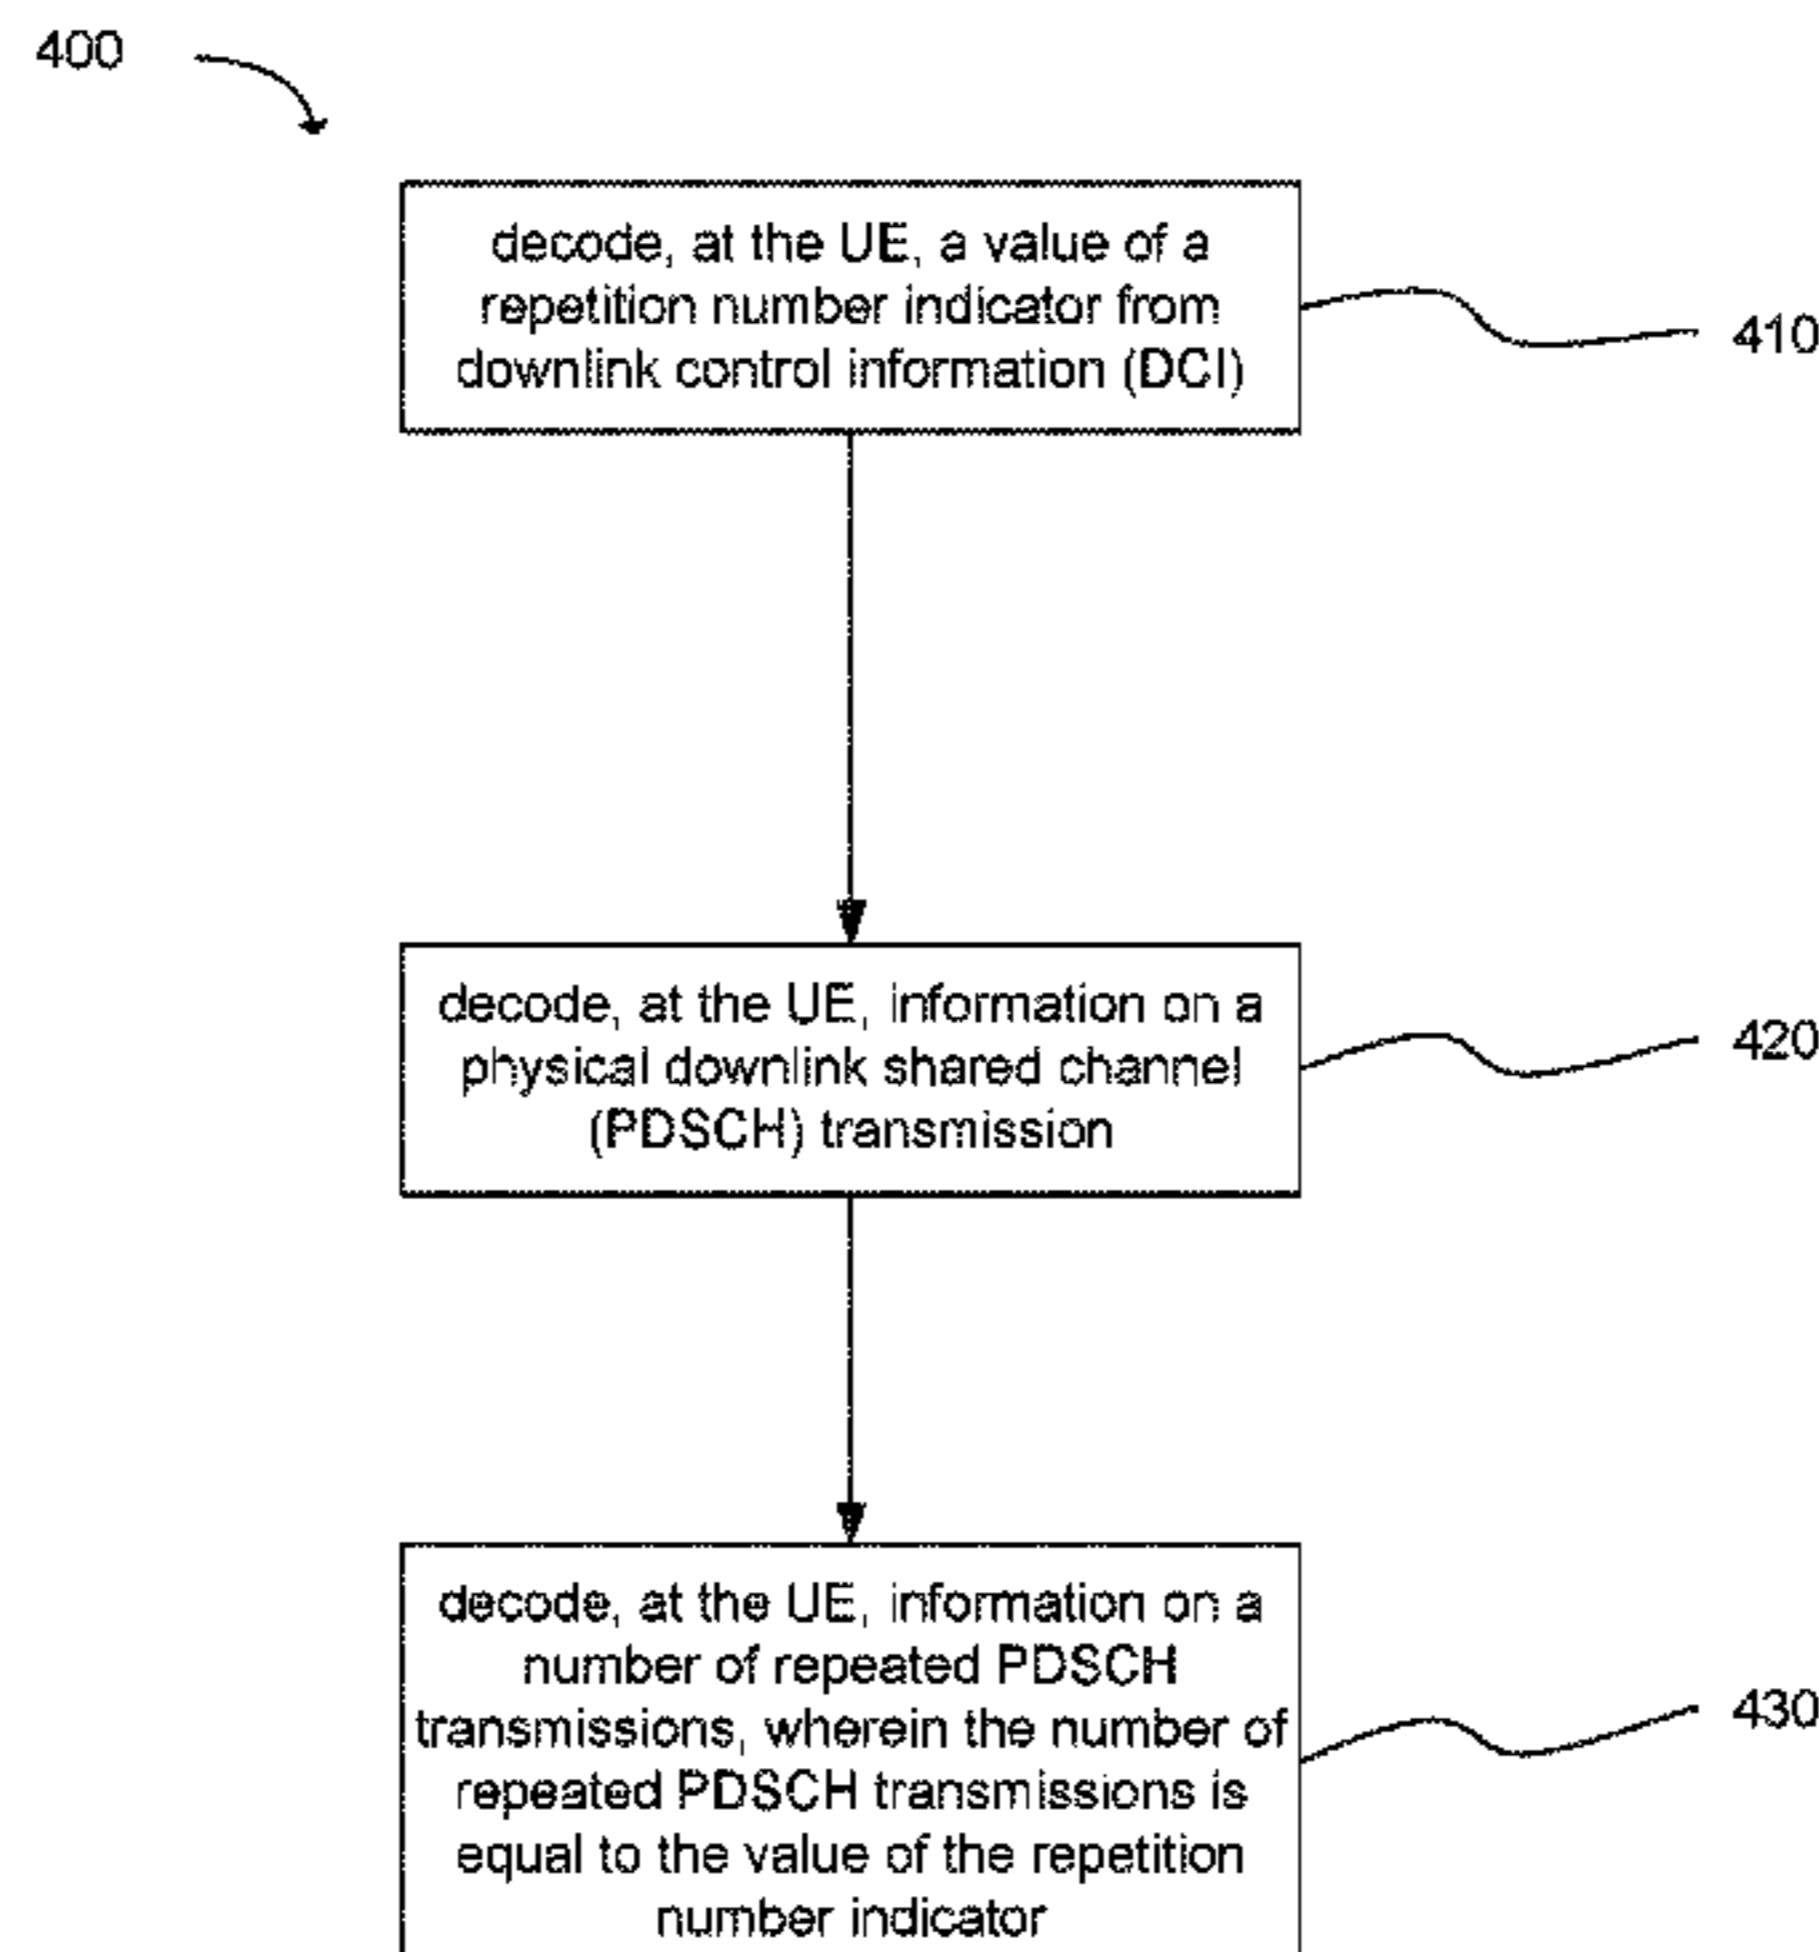 400
decode, at the UE, a value of a
repetition number indicator from
downlink control information (DCI)
410
decode, at the UE, information on a
physical downlink shared channel
(PDSCH) transmission
420
decode, at the UE, information on a
number of repeated PDSCH
transmissions, wherein the number of
repeated PDSCH transmissions is
equal to the value of the repetition
number indicator
430